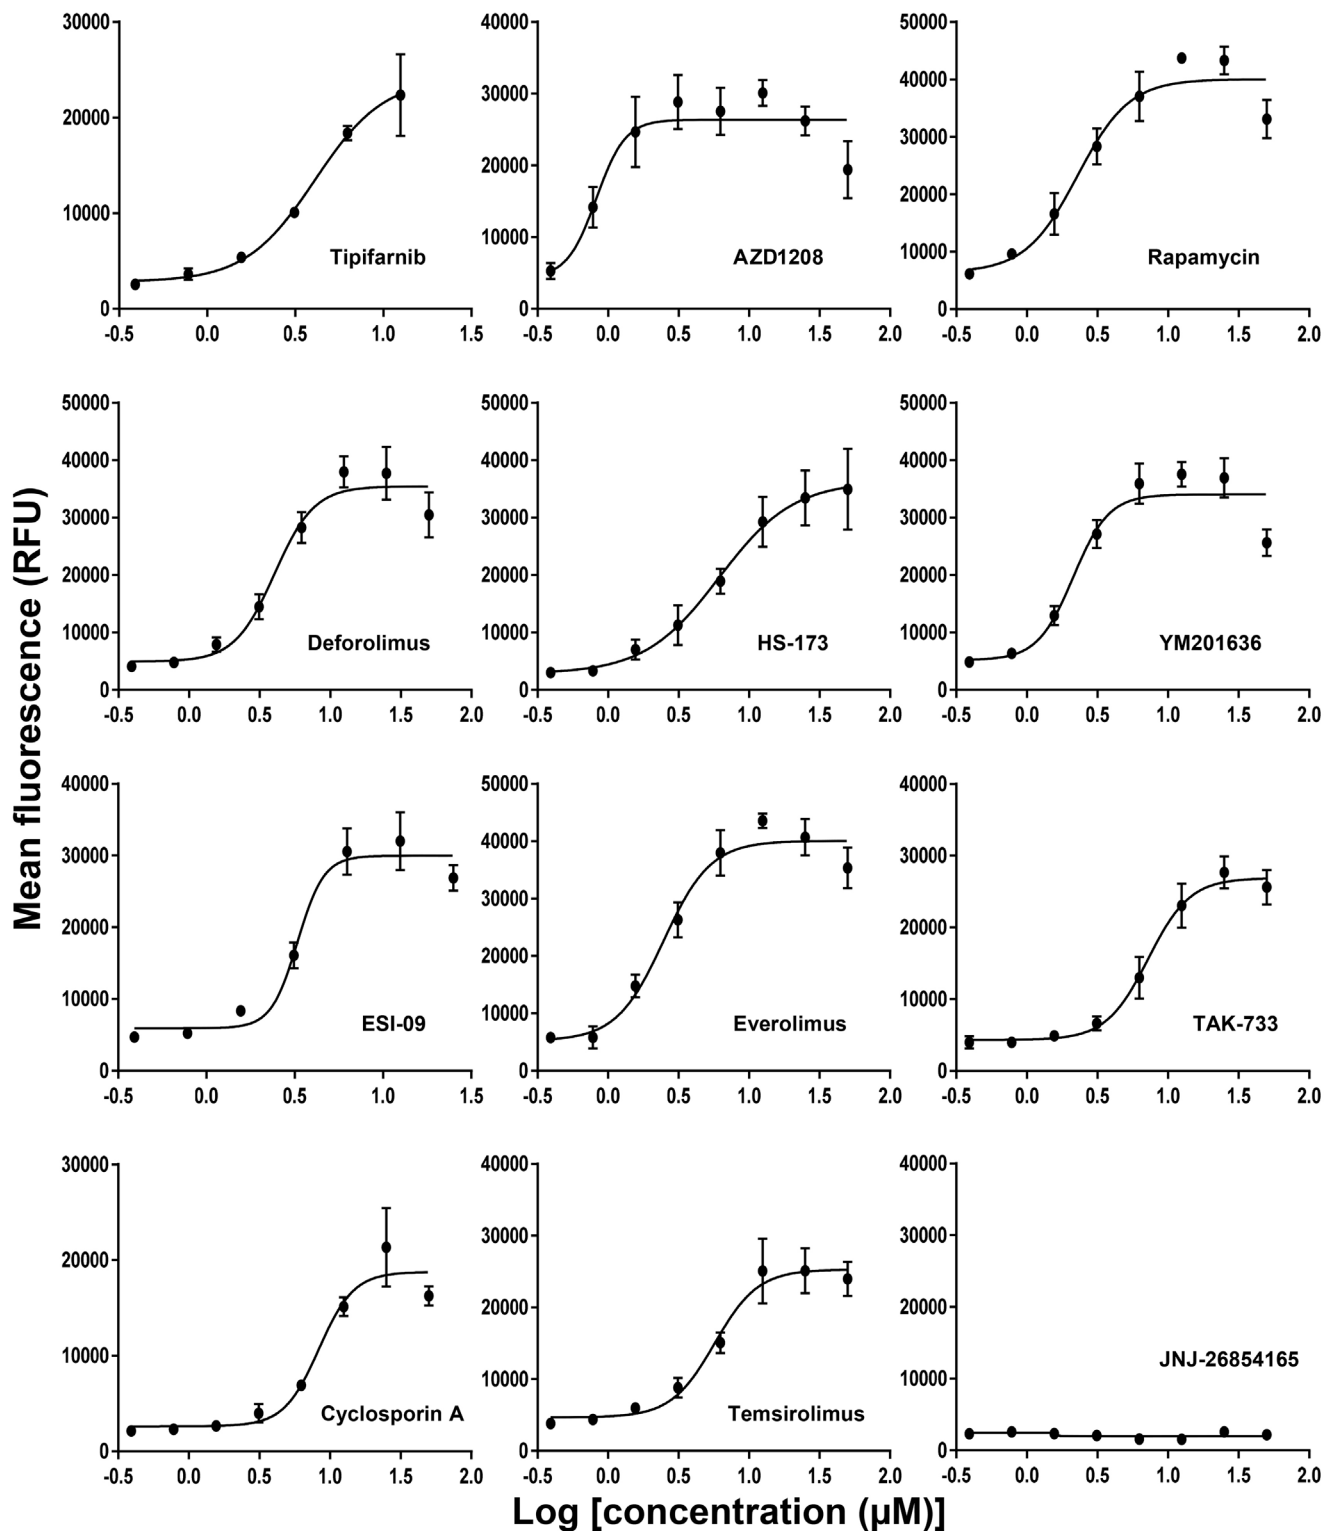 Mean fluorescence (RFU)
30000
20000
10000
0
-0.5 0.0 0.5 1.0 1.5
Tipifarnib
40000
30000
20000
10000
0
-0.5 0.0 0.5 1.0 1.5 2.0
AZD1208
50000
40000
30000
20000
10000
0
-0.5 0.0 0.5 1.0 1.5 2.0
Rapamycin
50000
40000
30000
20000
10000
0
-0.5 0.0 0.5 1.0 1.5 2.0
Deforolimus
50000
40000
30000
20000
10000
0
-0.5 0.0 0.5 1.0 1.5 2.0
HS-173
50000
40000
30000
20000
10000
0
-0.5 0.0 0.5 1.0 1.5 2.0
YM201636
40000
30000
20000
10000
0
-0.5 0.0 0.5 1.0 1.5
ESI-09
50000
40000
30000
20000
10000
0
-0.5 0.0 0.5 1.0 1.5 2.0
Everolimus
40000
30000
20000
10000
0
-0.5 0.0 0.5 1.0 1.5 2.0
TAK-733
30000
20000
10000
0
-0.5 0.0 0.5 1.0 1.5 2.0
Cyclosporin A
40000
30000
20000
10000
0
-0.5 0.0 0.5 1.0 1.5 2.0
Temsirolimus
40000
30000
20000
10000
0
-0.5 0.0 0.5 1.0 1.5 2.0
JNJ-26854165
Log [concentration (µM)]